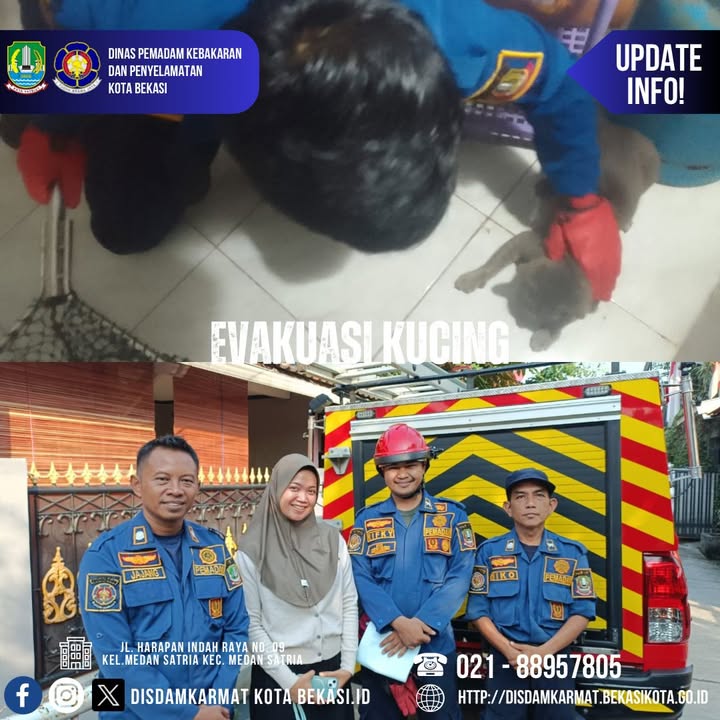 DINAS PEMADAM KEBAKARAN
DAN PENYELAMATAN
KOTA BEKASI
UPDATE
INFO!
EVAKUASI KUCING
JAJANG
PEMADAM
RIFKY
PEMADAM
RIKO
PEMADAM
JL. HARAPAN INDAH RAYA NO. 09
KEL.MEDAN SATRIA KEC. MEDAN SATRIA
021 - 88957805
DISDAMKARMAT KOTA BEKASI.ID
HTTP://DISDAMKARMAT.BEKASIKOTA.GO.ID